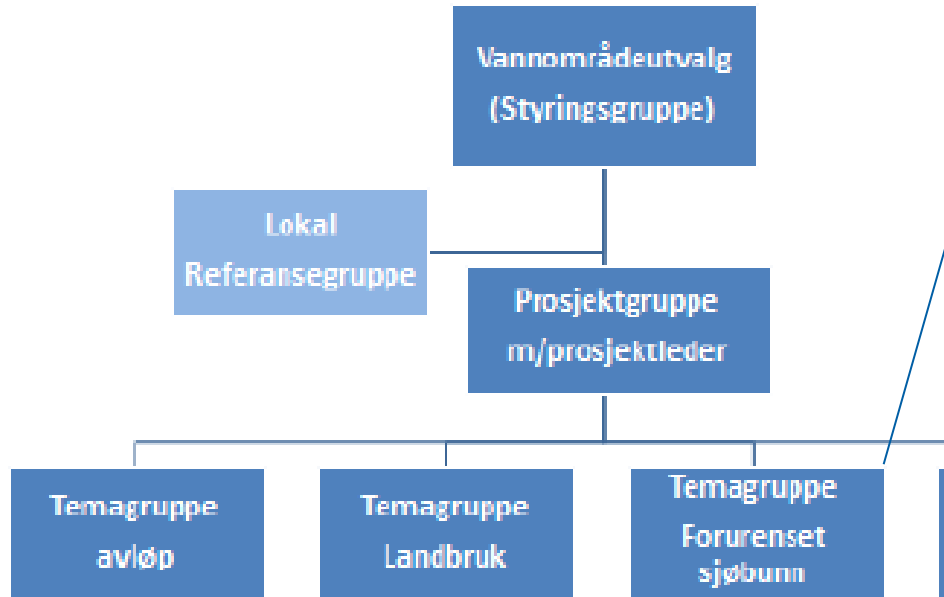 Vannområdeutvalg
(Styringsgruppe)
Lokal
Referansegruppe
Prosjektgruppe
m/prosjektleder
Temagruppe
avløp
Temagruppe
Landbruk
Temagruppe
Forurenset
sjøbunn